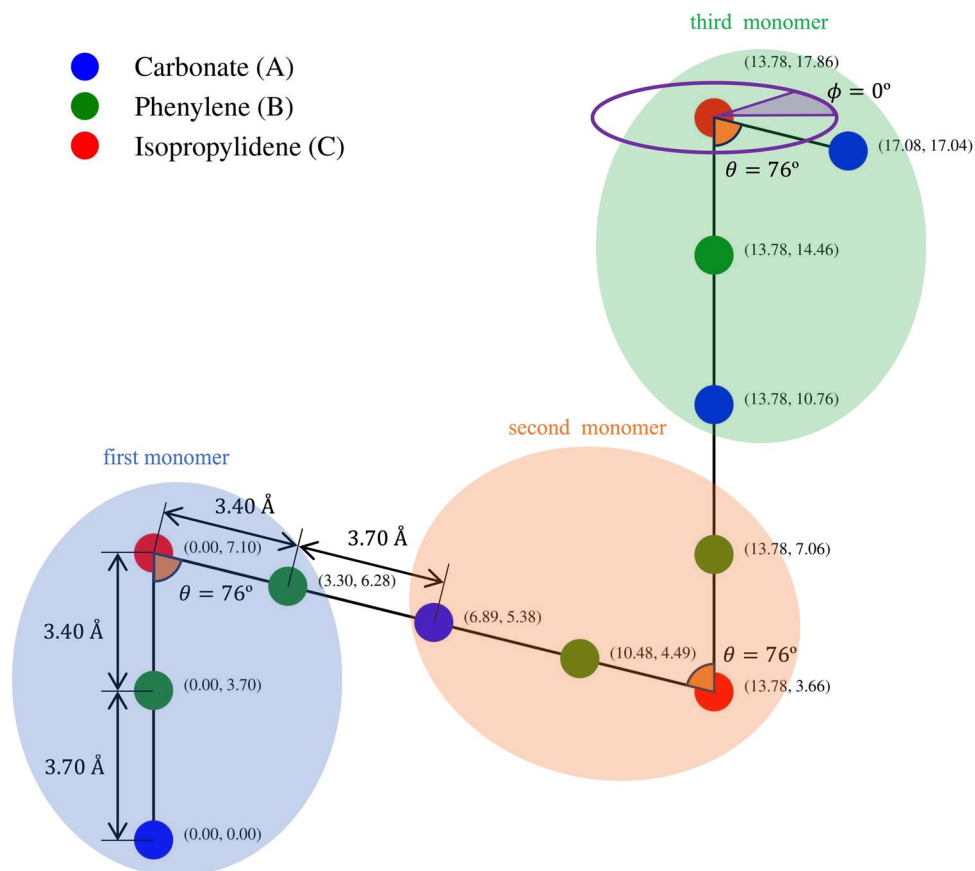 third monomer
(13.78, 17.86)
Carbonate (A)
ϕ = 0º
Phenylene (B)
Isopropylidene (C)
(17.08, 17.04)
θ = 76º
(13.78, 14.46)
(13.78, 10.76)
second monomer
first monomer
3.40 Å
3.70 Å
(0.00, 7.10)
(13.78, 7.06)
θ = 76º
(3.30, 6.28)
(6.89, 5.38)
3.40 Å
(10.48, 4.49)
θ = 76º
(0.00, 3.70)
(13.78, 3.66)
3.70 Å
(0.00, 0.00)